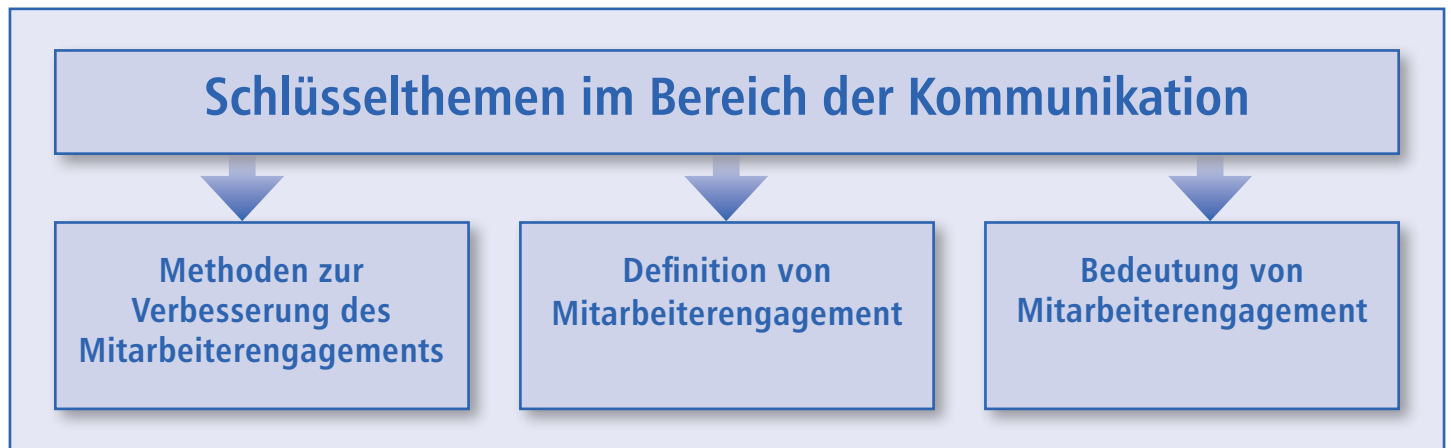 Schlüsselthemen im Bereich der Kommunikation
Methoden zur
Verbesserung des
Mitarbeiterengagements
Definition von
Mitarbeiterengagement
Bedeutung von
Mitarbeiterengagement